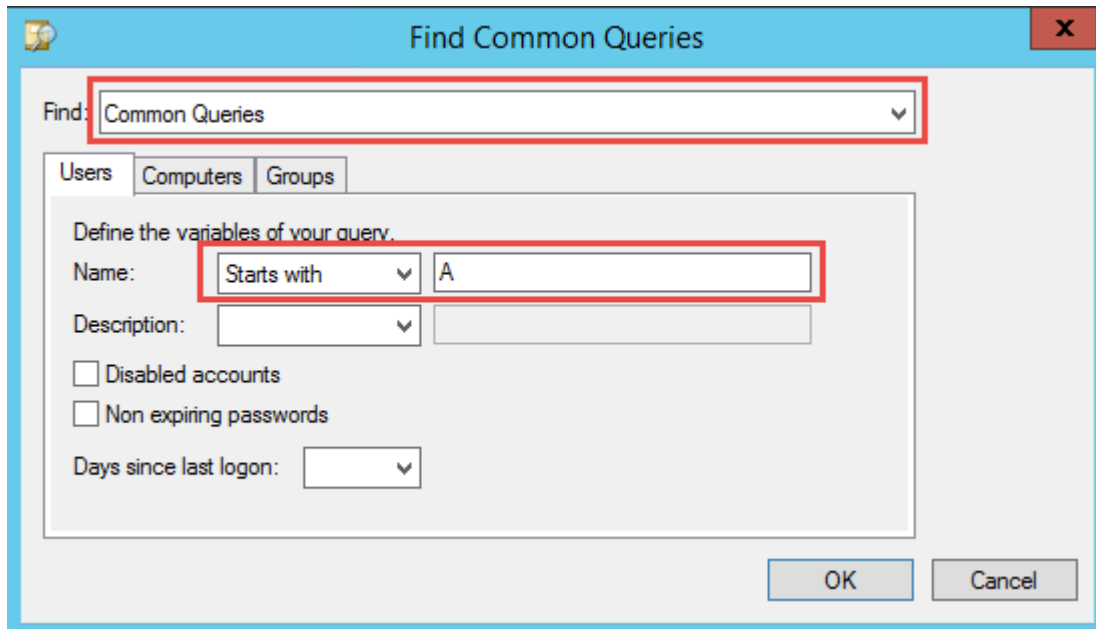 Find Common Queries
x
Find: Common Queries
Users Computers Groups
Define the variables of your query.
Name: Starts with A
Description:
Disabled accounts
Non expiring passwords
Days since last logon:
OK Cancel